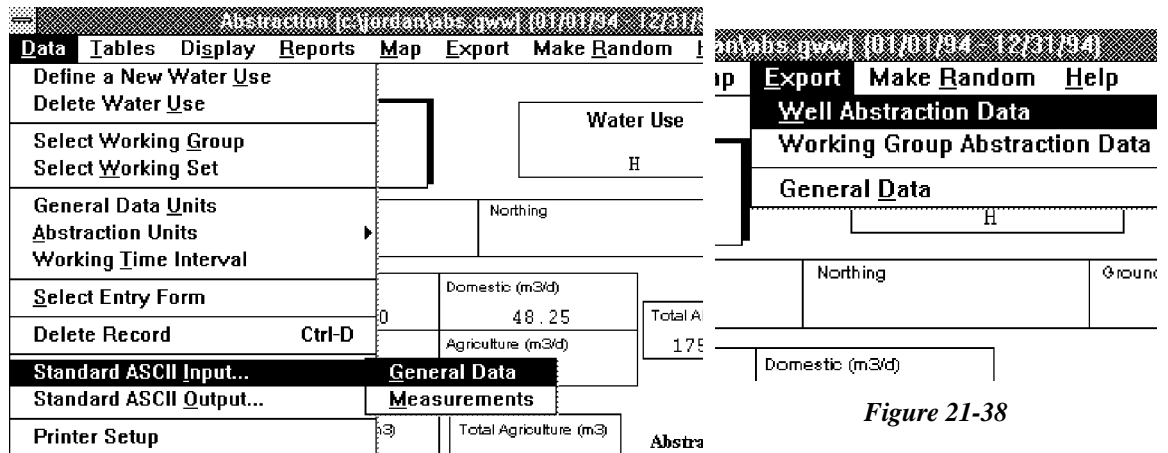 Abstraction [c:\jordan\abs.gww] (01/01/94 - 12/31/9
Data Tables Display Reports Map Export Make Random H
Define a New Water Use
Delete Water Use
Select Working Group
Select Working Set
General Data Units
Abstraction Units
Working Time Interval
Select Entry Form
Delete Record Ctrl-D
Standard ASCII Input...
Standard ASCII Output...
Printer Setup
General Data
Measurements
Water Use
H
Northing
Domestic (m3/d)
0 48.25
Agriculture (m3/d)
Total A
175
13) Total Agriculture (m3)
Abstra
an\abs.gww] (01/01/94 - 12/31/94)
ap Export Make Random Help
Well Abstraction Data
Working Group Abstraction Data
General Data
H
Northing Ground
Domestic (m3/d)
Figure 21-38